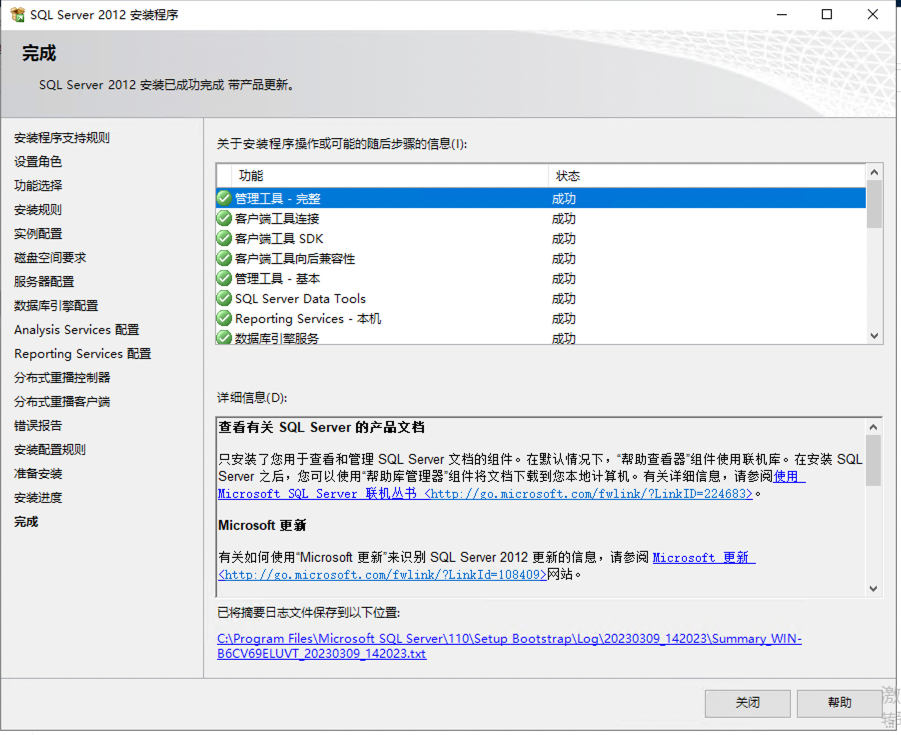 SQL Server 2012 安装程序
完成
SQL Server 2012 安装已成功完成 带产品更新。
安装程序支持规则
设置角色
功能选择
安装规则
实例配置
磁盘空间要求
服务器配置
数据库引擎配置
Analysis Services 配置
Reporting Services 配置
分布式重播控制器
分布式重播客户端
错误报告
安装配置规则
准备安装
安装进度
完成
关于安装程序操作或可能的随后步骤的信息(I):
功能 状态
管理工具 - 完整 成功
客户端工具连接 成功
客户端工具 SDK 成功
客户端工具向后兼容性 成功
管理工具 - 基本 成功
SQL Server Data Tools 成功
Reporting Services - 本机 成功
数据库引擎服务 成功
详细信息(D):
查看有关 SQL Server 的产品文档
只安装了您用于查看和管理 SQL Server 文档的组件。在默认情况下，“帮助查看器”组件使用联机库。在安装 SQL
Server 之后，您可以使用“帮助库管理器”组件将文档下载到您本地计算机。有关详细信息，请参阅使用
Microsoft SQL Server 联机丛书 <http://go.microsoft.com/fwlink/?LinkID=224683>。
Microsoft 更新
有关如何使用“Microsoft 更新”来识别 SQL Server 2012 更新的信息，请参阅 Microsoft 更新
<http://go.microsoft.com/fwlink/?LinkId=108409>网站。
已将摘要日志文件保存到以下位置:
C:\Program Files\Microsoft SQL Server\110\Setup Bootstrap\Log\20230309_142023\Summary_WIN-
B6CV69ELUVT_20230309_142023.txt
关闭 帮助
激
转到